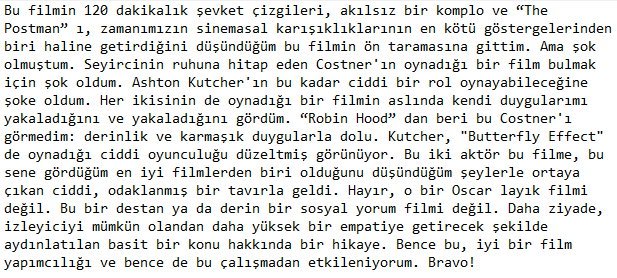 Bu filmin 120 dakikalık şevket çizgileri, akılsız bir komplo ve “The
Postman” ı, zamanımızın sinemasal karışıklıklarının en kötü göstergelerinden
biri haline getirdiğini düşündüğüm bu filmin ön taramasına gittim. Ama şok
olmuştum. Seyircinin ruhuna hitap eden Costner'ın oynadığı bir film bulmak
için şok oldum. Ashton Kutcher'ın bu kadar ciddi bir rol oynayabileceğine
şoke oldum. Her ikisinin de oynadığı bir filmin aslında kendi duygularımı
yakaladığını ve yakaladığını gördüm. “Robin Hood” dan beri bu Costner'ı
görmedim: derinlik ve karmaşık duygularla dolu. Kutcher, "Butterfly Effect"
de oynadığı ciddi oyunculuğu düzeltmiş görünüyor. Bu iki aktör bu filme, bu
sene gördüğüm en iyi filmlerden biri olduğunu düşündüğüm şeylerle ortaya
çıkan ciddi, odaklanmış bir tavırla geldi. Hayır, o bir Oscar layık filmi
değil. Bu bir destan ya da derin bir sosyal yorum filmi değil. Daha ziyade,
izleyiciyi mümkün olandan daha yüksek bir empatiye getirecek şekilde
aydınlatılan basit bir konu hakkında bir hikaye. Bence bu, iyi bir film
yapımcılığı ve bence de bu çalışmadan etkileniyorum. Bravo!